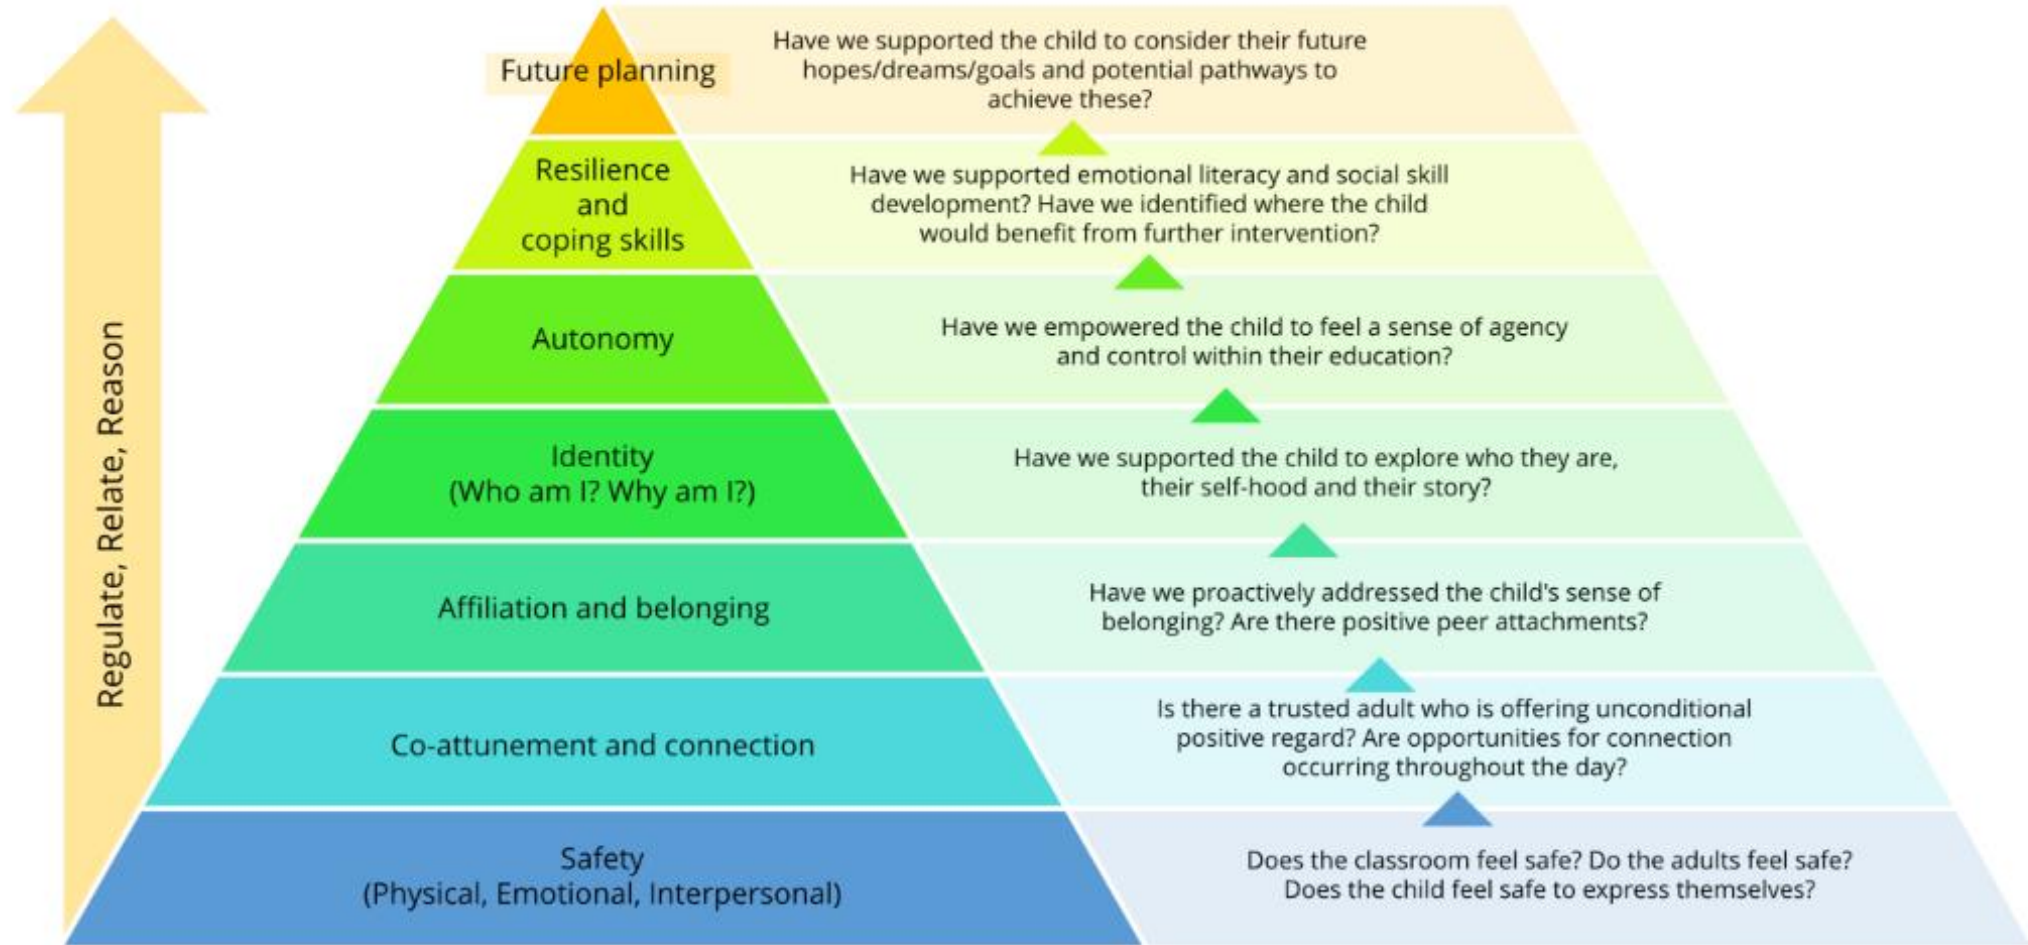 Regulate, Relate, Reason
Future planning
Have we supported the child to consider their future
hopes/dreams/goals and potential pathways to
achieve these?
Resilience
and
coping skills
Have we supported emotional literacy and social skill
development? Have we identified where the child
would benefit from further intervention?
Autonomy
Have we empowered the child to feel a sense of agency
and control within their education?
Identity
(Who am I? Why am I?)
Have we supported the child to explore who they are,
their self-hood and their story?
Affiliation and belonging
Have we proactively addressed the child's sense of
belonging? Are there positive peer attachments?
Co-attunement and connection
Is there a trusted adult who is offering unconditional
positive regard? Are opportunities for connection
occurring throughout the day?
Safety
(Physical, Emotional, Interpersonal)
Does the classroom feel safe? Do the adults feel safe?
Does the child feel safe to express themselves?